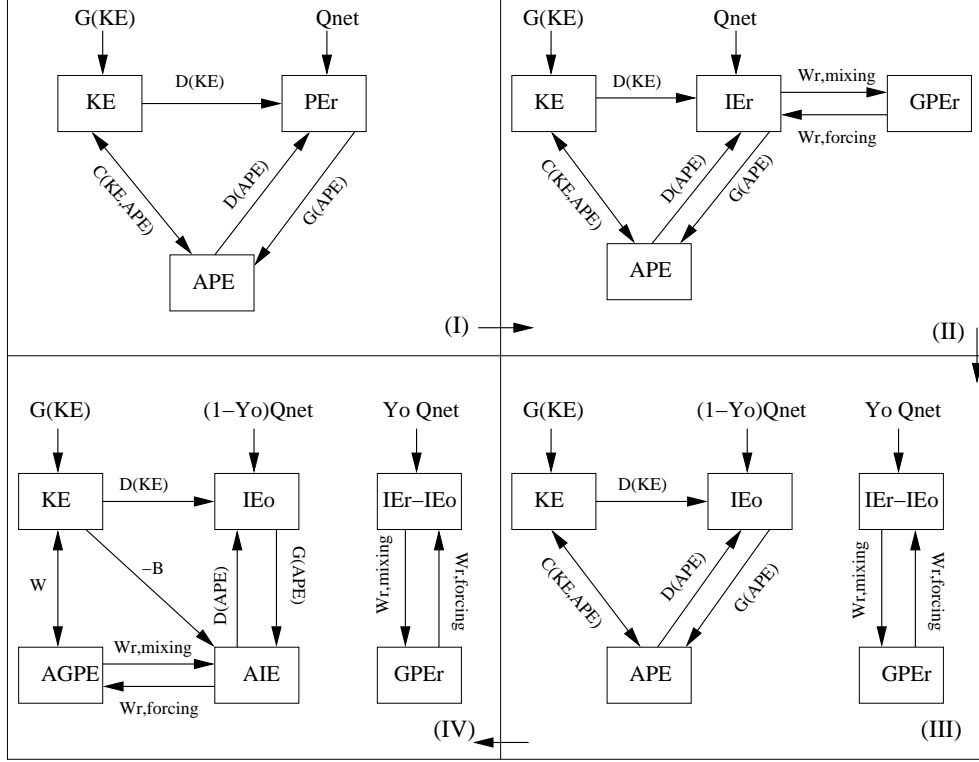 G(KE)
Qnet
D(KE)
KE
PEr
C(KE,APE)
D(APE)
G(APE)
APE
(I)
G(KE)
Qnet
D(KE)
Wr,mixing
KE
IEr
GPEr
Wr,forcing
C(KE,APE)
D(APE)
G(APE)
APE
(II)
G(KE)
(1−Yo)Qnet
Yo Qnet
D(KE)
KE
IEo
IEr−IEo
W
−B
D(APE)
G(APE)
Wr,mixing
Wr,forcing
Wr,mixing
AGPE
AIE
GPEr
Wr,forcing
(IV)
G(KE)
(1−Yo)Qnet
Yo Qnet
D(KE)
KE
IEo
IEr−IEo
C(KE,APE)
D(APE)
G(APE)
Wr,mixing
Wr,forcing
APE
GPEr
(III)